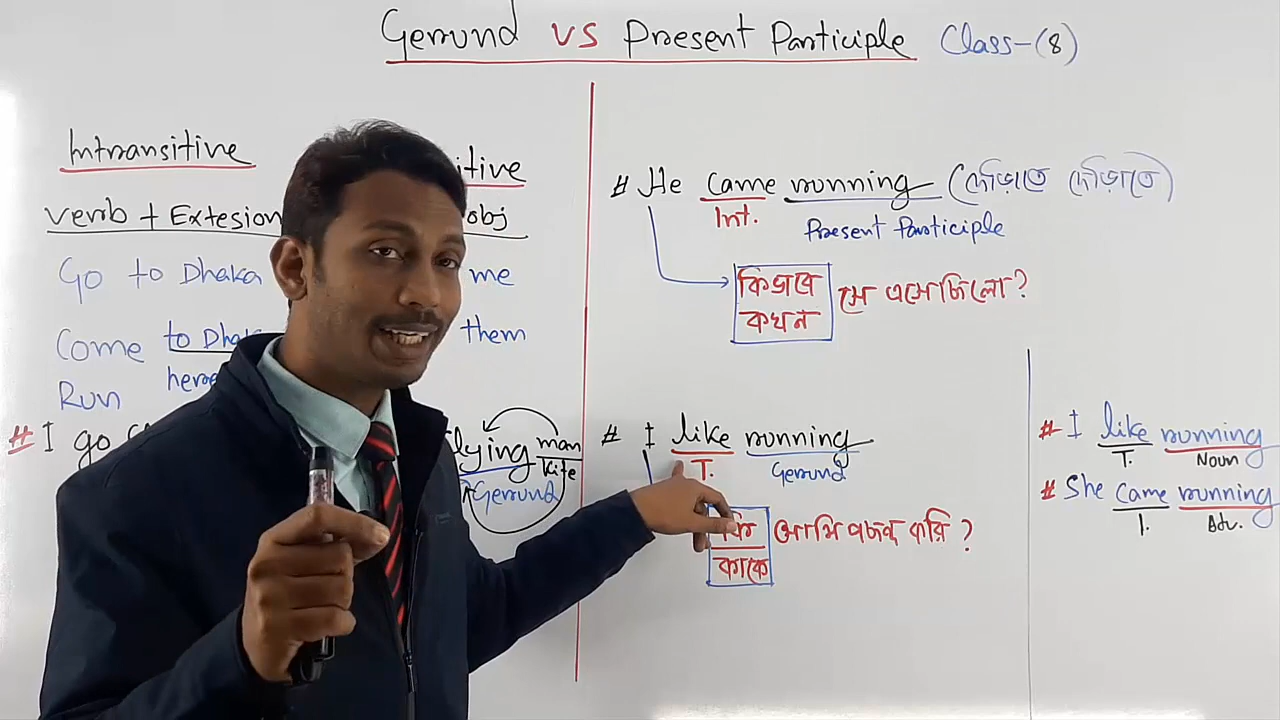 Gerund vs Present Participle Class-(8)
Intransitive
sitive
verb + Extesion
obj
Go to Dhaka
me
Come to Dhaka
them
here
Run
# I go
lying man
kite
Gerund
# He came running (দৌড়াতে দৌড়াতে)
Int.
Present Participle
কিভাবে
কখন
সে এসেছিলো?
# I like running
T.
Gerund
কি
কাকে
আমি পছন্দ করি?
# I like running
T.
Noun
# She came running
I.
Adv.